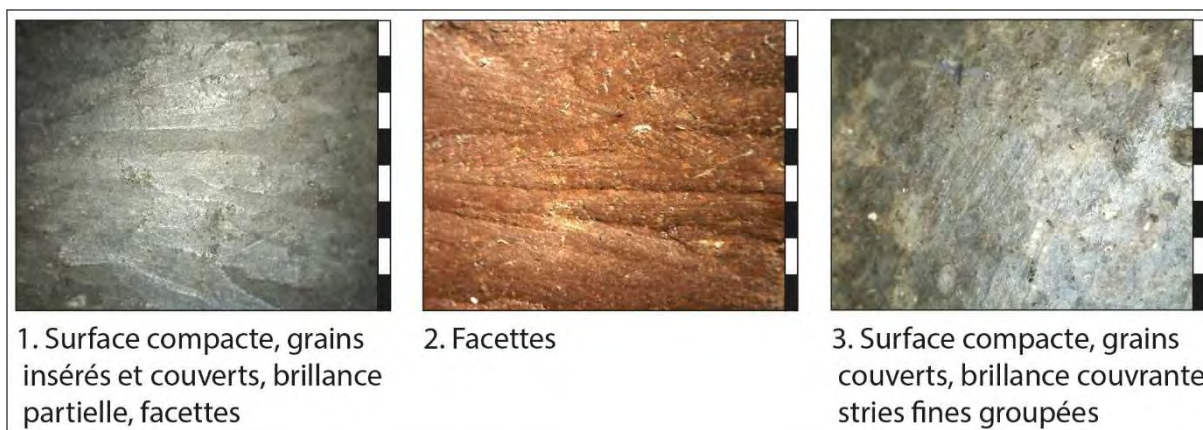 1. Surface compacte, grains
insérés et couverts, brillance
partielle, facettes
2. Facettes
3. Surface compacte, grains
couverts, brillance couvrante
stries fines groupées